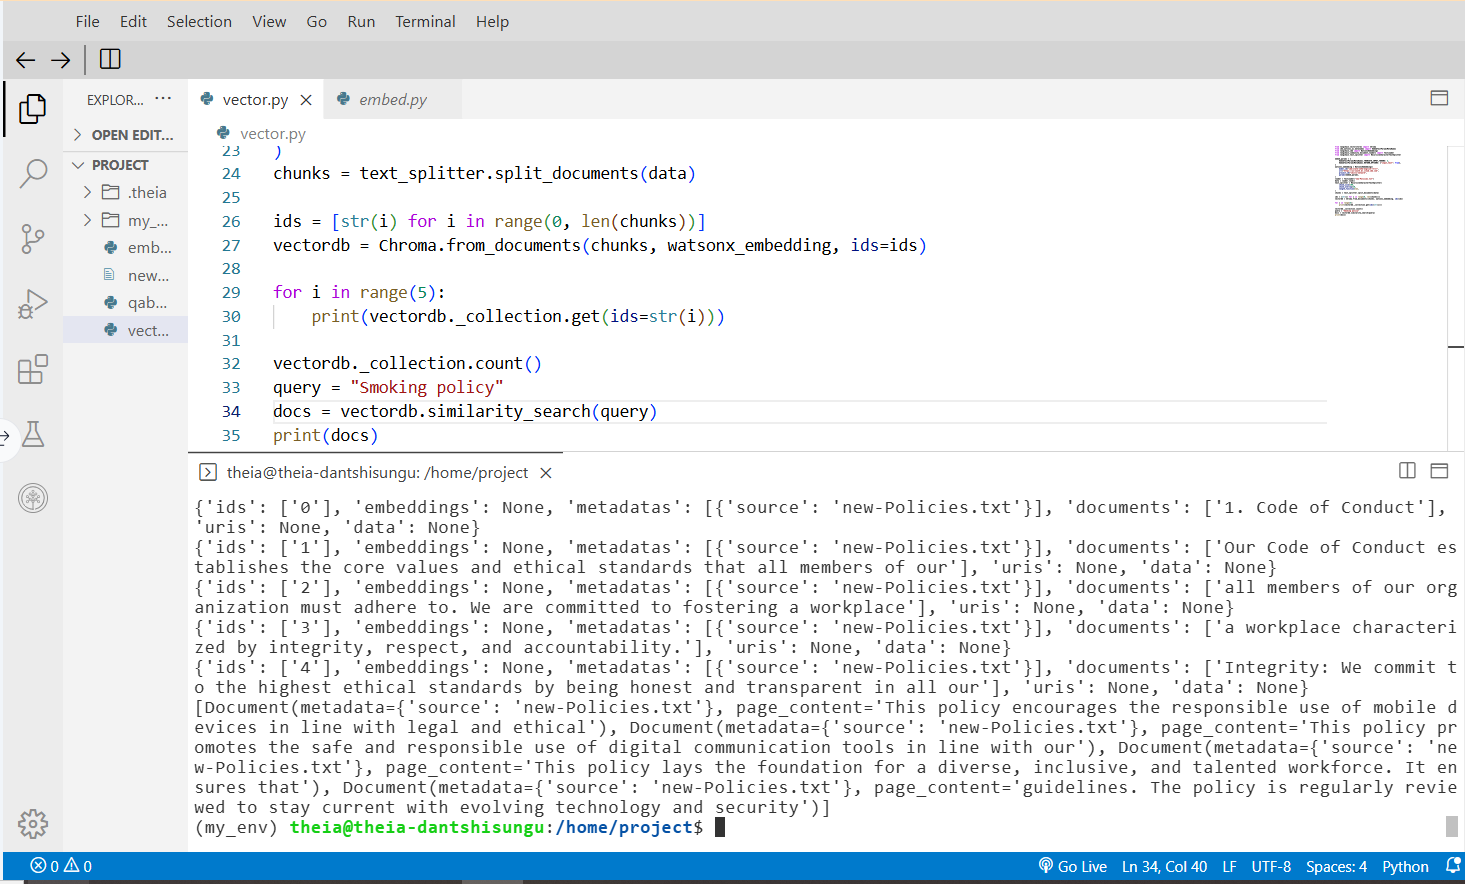 File Edit Selection View Go Run Terminal Help
EXPLOR... ···
vector.py
embed.py
OPEN EDIT...
vector.py
PROJECT
.theia
my_...
emb...
new...
qab...
vect...
23 )
24 chunks = text_splitter.split_documents(data)
25
26 ids = [str(i) for i in range(0, len(chunks))]
27 vectordb = Chroma.from_documents(chunks, watsonx_embedding, ids=ids)
28
29 for i in range(5):
30     print(vectordb._collection.get(ids=str(i)))
31
32 vectordb._collection.count()
33 query = "Smoking policy"
34 docs = vectordb.similarity_search(query)
35 print(docs)
theia@theia-dantshisungu: /home/project
{'ids': ['0'], 'embeddings': None, 'metadatas': [{'source': 'new-Policies.txt'}], 'documents': ['1. Code of Conduct'],
'uris': None, 'data': None}
{'ids': ['1'], 'embeddings': None, 'metadatas': [{'source': 'new-Policies.txt'}], 'documents': ['Our Code of Conduct es
tablishes the core values and ethical standards that all members of our'], 'uris': None, 'data': None}
{'ids': ['2'], 'embeddings': None, 'metadatas': [{'source': 'new-Policies.txt'}], 'documents': ['all members of our org
anization must adhere to. We are committed to fostering a workplace'], 'uris': None, 'data': None}
{'ids': ['3'], 'embeddings': None, 'metadatas': [{'source': 'new-Policies.txt'}], 'documents': ['a workplace characteri
zed by integrity, respect, and accountability.'], 'uris': None, 'data': None}
{'ids': ['4'], 'embeddings': None, 'metadatas': [{'source': 'new-Policies.txt'}], 'documents': ['Integrity: We commit t
o the highest ethical standards by being honest and transparent in all our'], 'uris': None, 'data': None}
[Document(metadata={'source': 'new-Policies.txt'}, page_content='This policy encourages the responsible use of mobile d
evices in line with legal and ethical'), Document(metadata={'source': 'new-Policies.txt'}, page_content='This policy pr
omotes the safe and responsible use of digital communication tools in line with our'), Document(metadata={'source': 'ne
w-Policies.txt'}, page_content='This policy lays the foundation for a diverse, inclusive, and talented workforce. It en
sures that'), Document(metadata={'source': 'new-Policies.txt'}, page_content='guidelines. The policy is regularly revie
wed to stay current with evolving technology and security')]
(my_env) theia@theia-dantshisungu:/home/project$
0 0 Go Live Ln 34, Col 40 LF UTF-8 Spaces: 4 Python